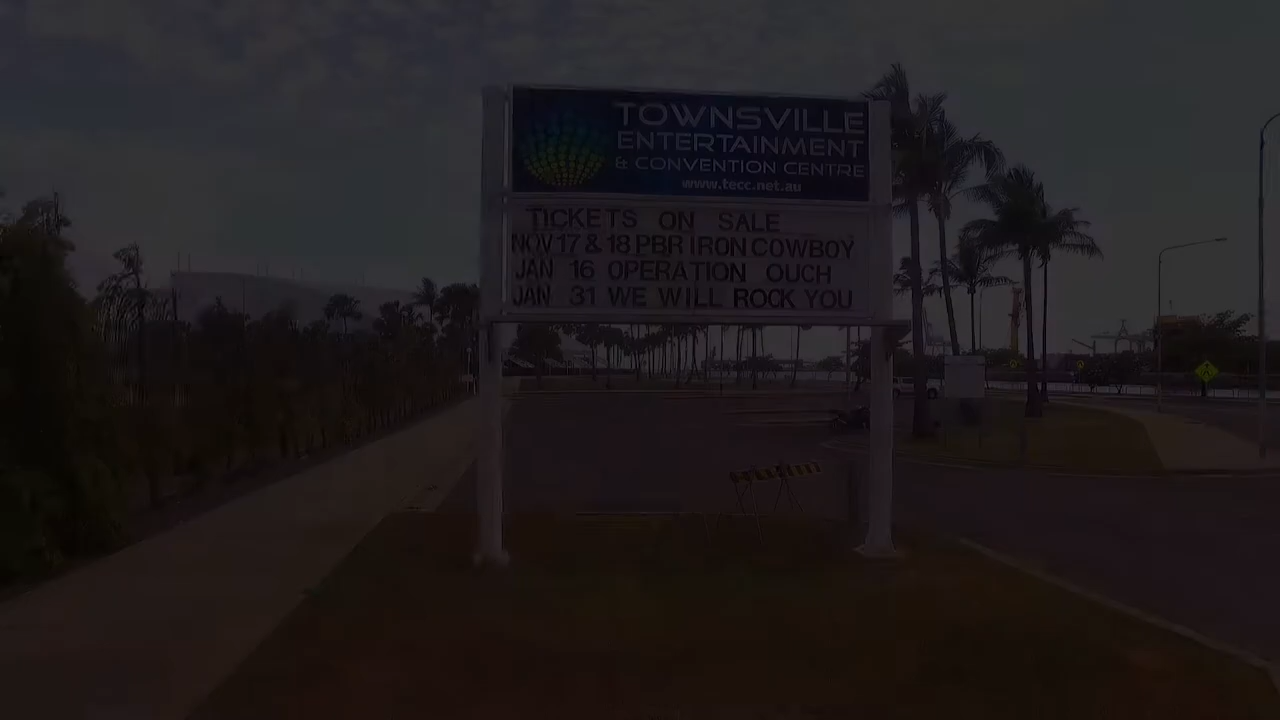 TOWNSVILLE
ENTERTAINMENT
& CONVENTION CENTRE
www.tecc.net.au
TICKETS ON SALE
NOV 17 & 18 PBR IRON COWBOY
JAN 16 OPERATION OUCH
JAN 31 WE WILL ROCK YOU